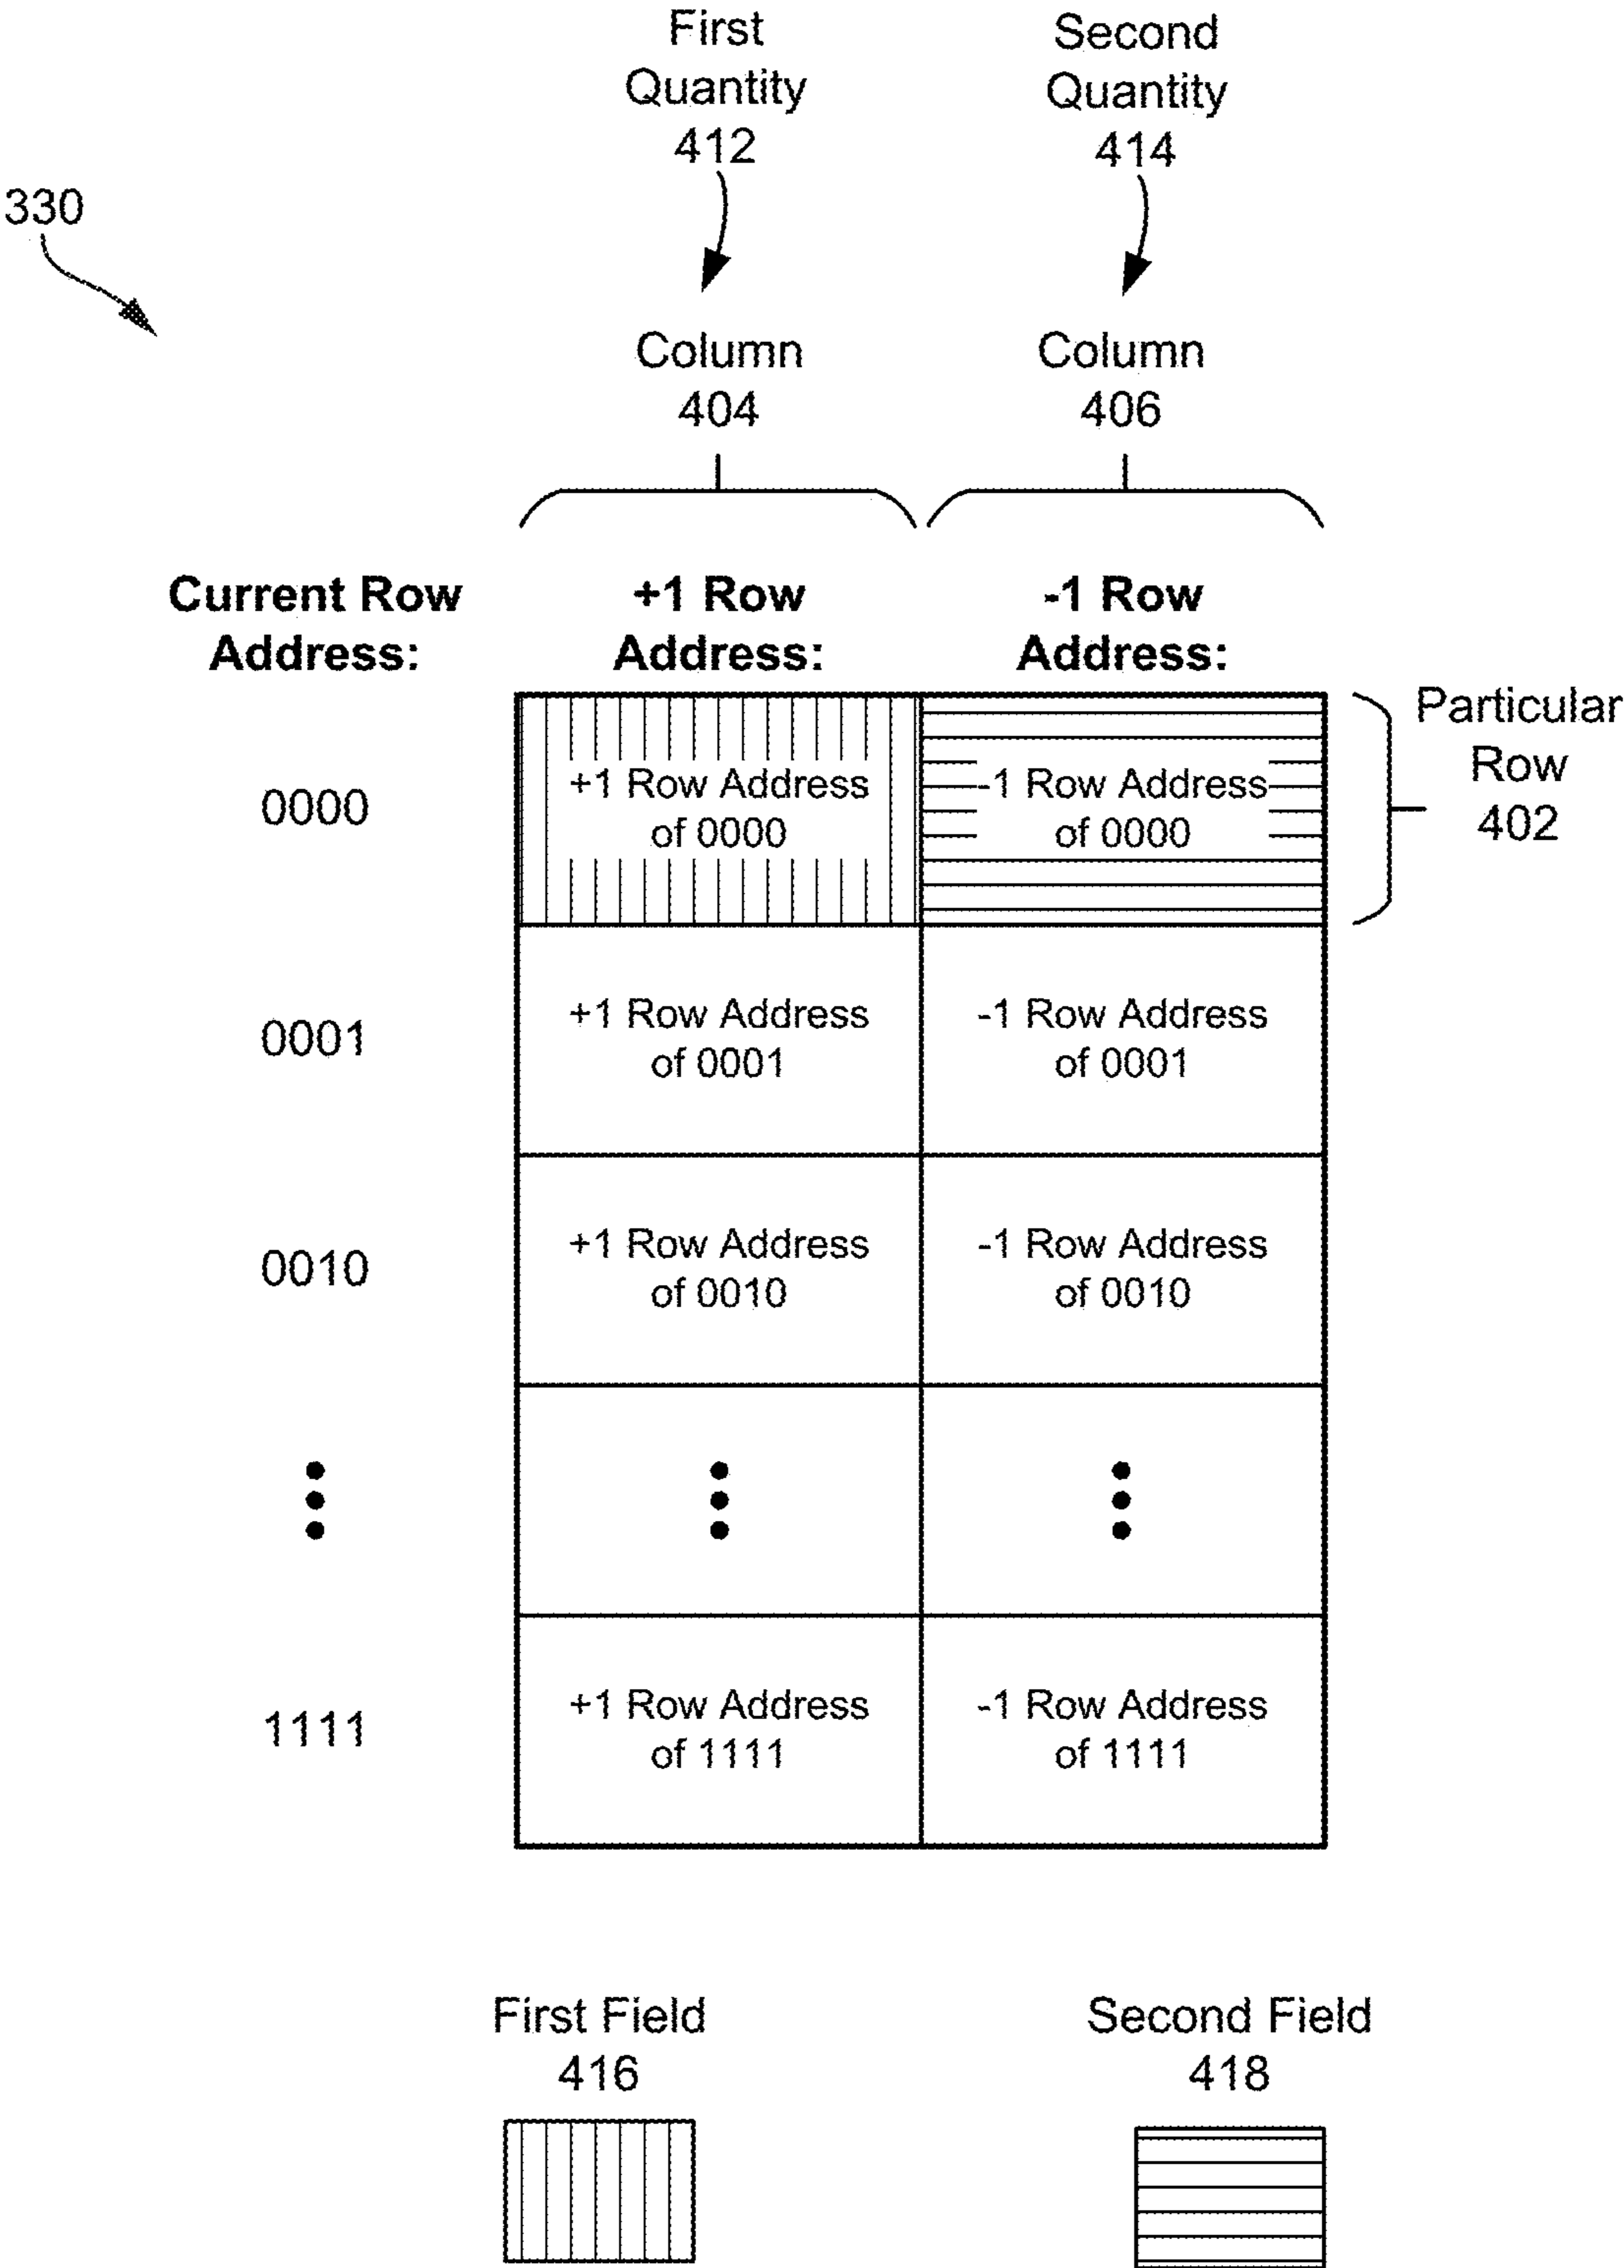 First
Quantity
412
Second
Quantity
414
330
Column
404
Column
406
Current Row
Address:
+1 Row
Address:
-1 Row
Address:
Particular
Row
402
0000
+1 Row Address
of 0000
-1 Row Address
of 0000
0001
+1 Row Address
of 0001
-1 Row Address
of 0001
0010
+1 Row Address
of 0010
-1 Row Address
of 0010
1111
+1 Row Address
of 1111
-1 Row Address
of 1111
First Field
416
Second Field
418